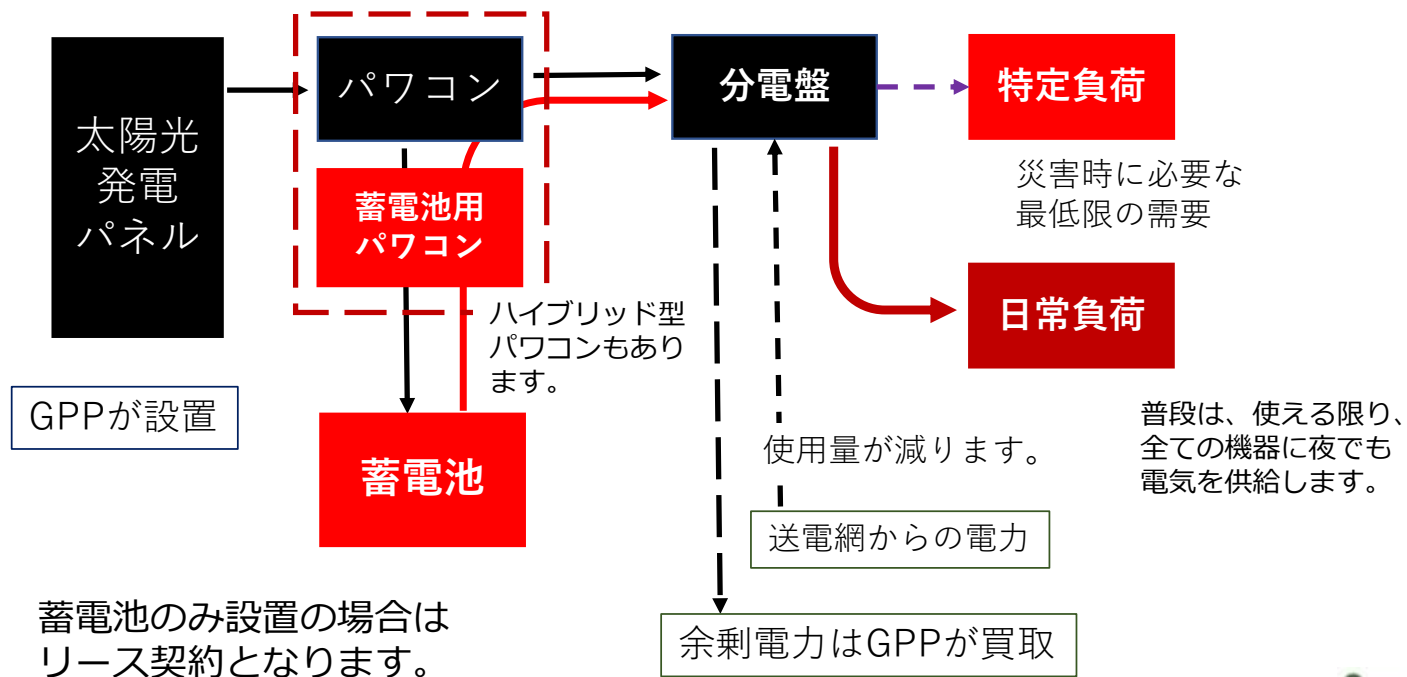 太陽光
発電
パネル
パワコン
蓄電池用
パワコン
分電盤
特定負荷
災害時に必要な
最低限の需要
日常負荷
ハイブリッド型
パワコンもあり
ます。
GPPが設置
蓄電池
使用量が減ります。
普段は、使える限り、
全ての機器に夜でも
電気を供給します。
送電網からの電力
余剰電力はGPPが買取
蓄電池のみ設置の場合は
リース契約となります。